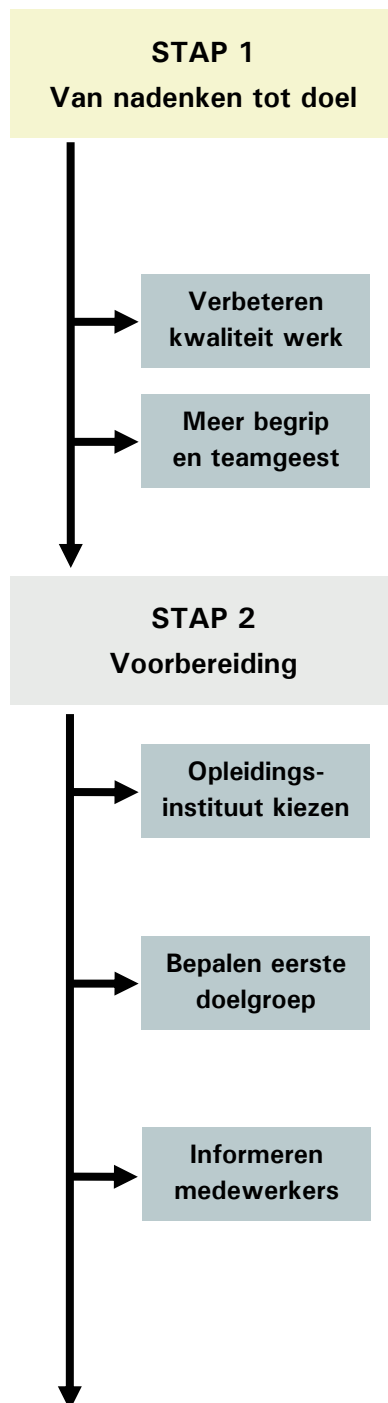 STAP 1
Van nadenken tot doel
Verbeteren
kwaliteit werk
Meer begrip
en teamgeest
STAP 2
Voorbereiding
Opleidings-
instituut kiezen
Bepalen eerste
doelgroep
Informeren
medewerkers